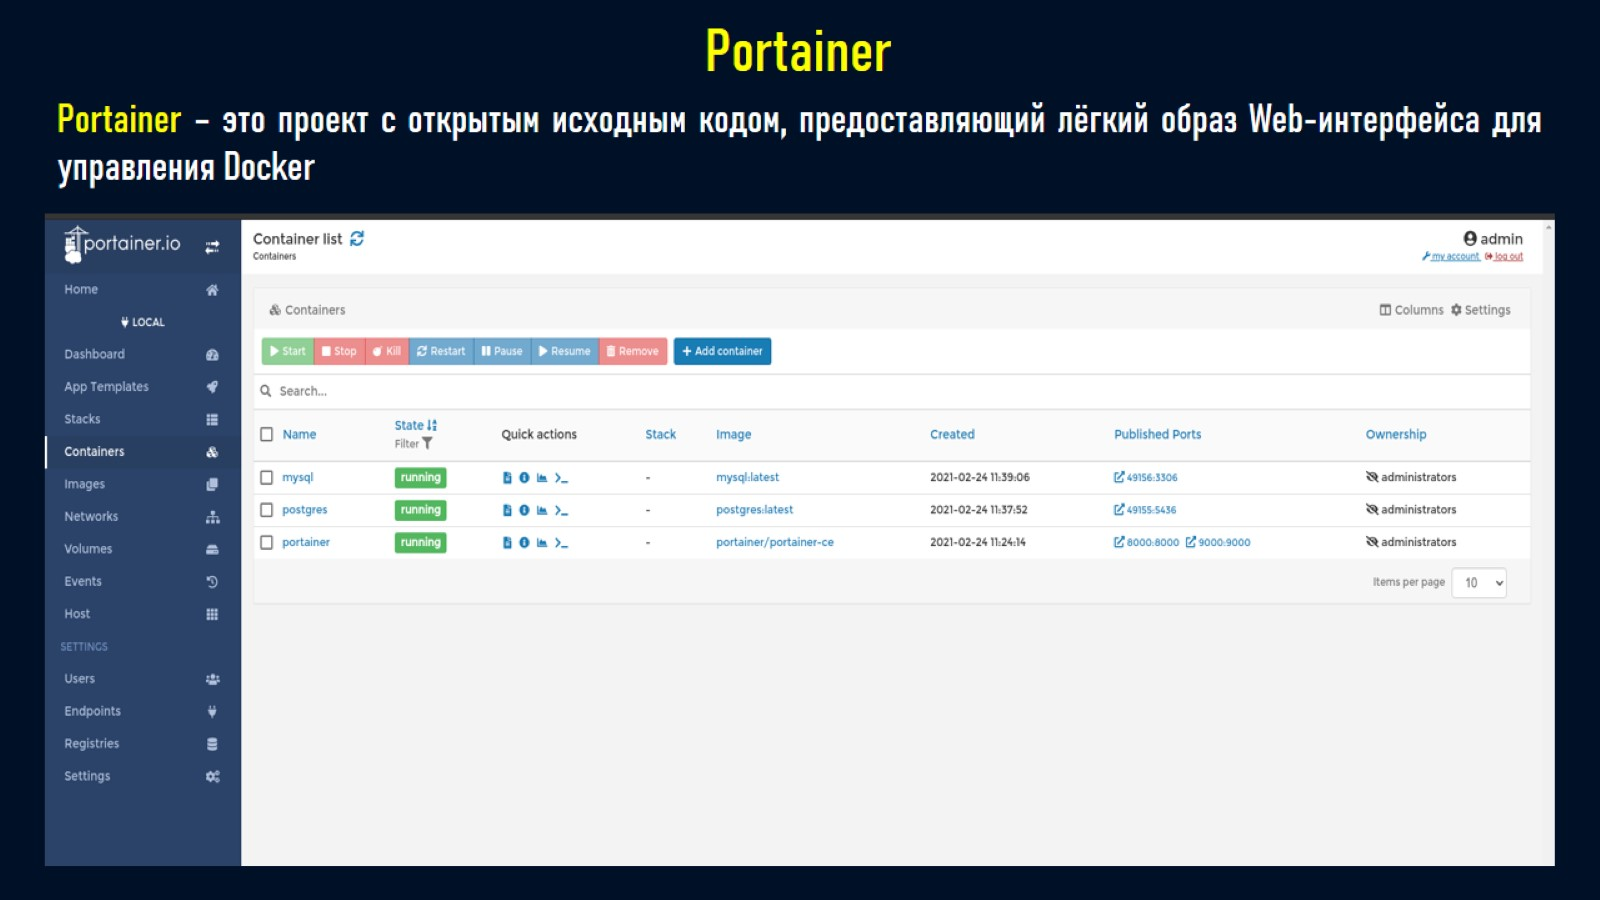 Portainer
Portainer – это проект с открытым исходным кодом, предоставляющий лёгкий образ Web-интерфейса для
управления Docker
portainer.io
Home
LOCAL
Dashboard
App Templates
Stacks
Containers
Images
Networks
Volumes
Events
Host
SETTINGS
Users
Endpoints
Registries
Settings
Container list
Containers
admin
my account log out
Containers
Columns Settings
Start Stop Kill Restart Pause Resume Remove + Add container
Search...
Name State Filter Quick actions Stack Image Created Published Ports Ownership
mysql running - mysql:latest 2021-02-24 11:39:06 49156:3306 administrators
postgres running - postgres:latest 2021-02-24 11:37:52 49155:5436 administrators
portainer running - portainer/portainer-ce 2021-02-24 11:24:14 8000:8000 9000:9000 administrators
Items per page 10